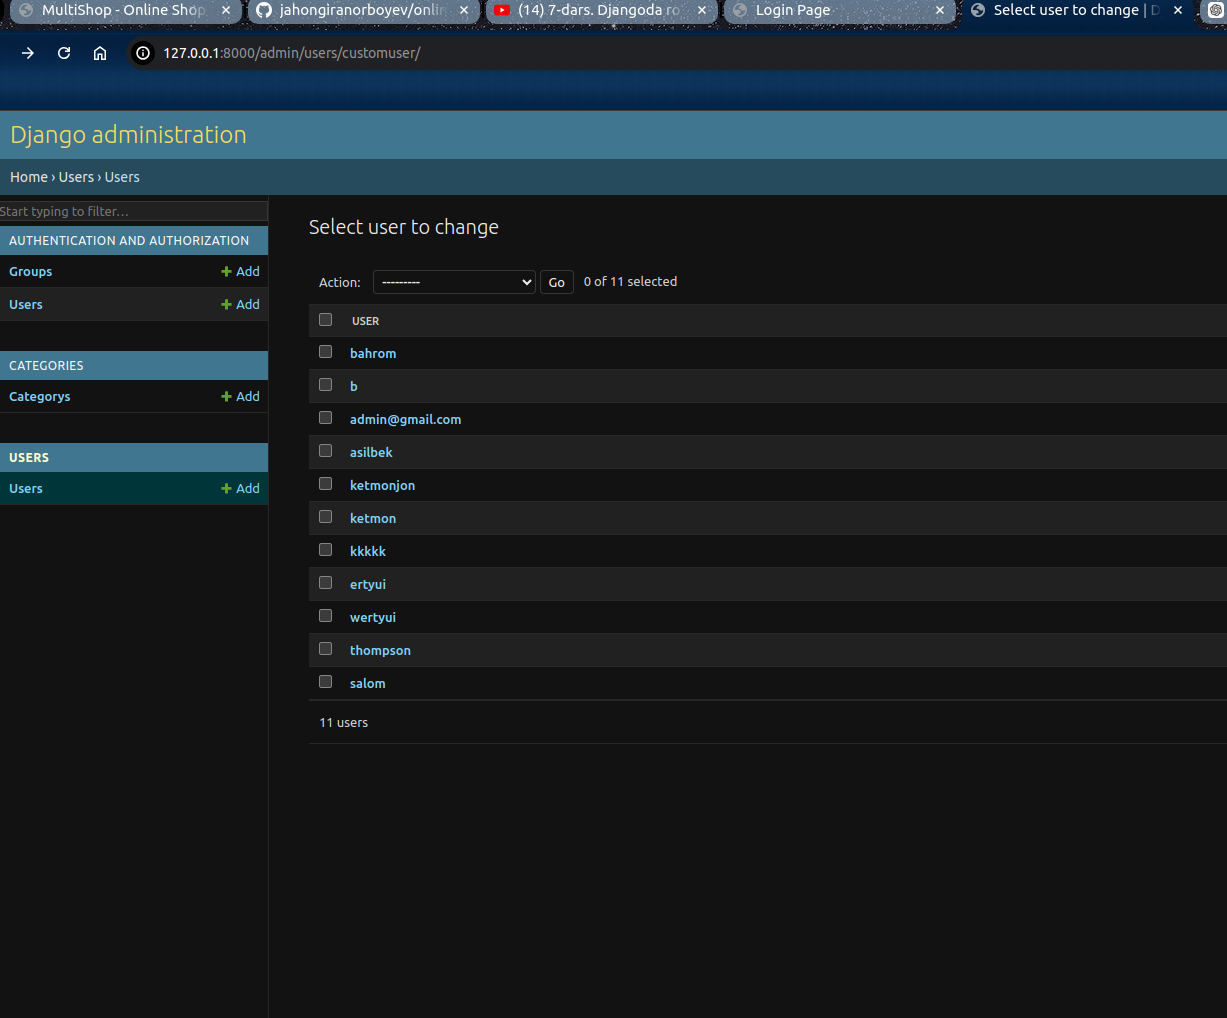 MultiShop - Online Shop
jahongiranorboyev/onlin
(14) 7-dars. Djangoda ro
Login Page
Select user to change | D
127.0.0.1:8000/admin/users/customuser/
Django administration
Home › Users › Users
Start typing to filter…
AUTHENTICATION AND AUTHORIZATION
Groups + Add
Users + Add
CATEGORIES
Categorys + Add
USERS
Users + Add
Select user to change
Action: --------- Go 0 of 11 selected
USER
bahrom
b
admin@gmail.com
asilbek
ketmonjon
ketmon
kkkkk
ertyui
wertyui
thompson
salom
11 users